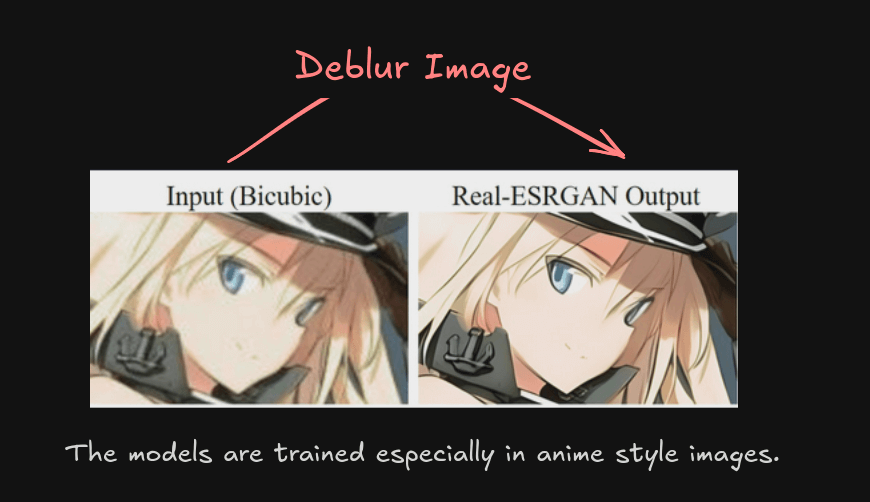 Deblur Image
Input (Bicubic)
Real-ESRGAN Output
The models are trained especially in anime style images.